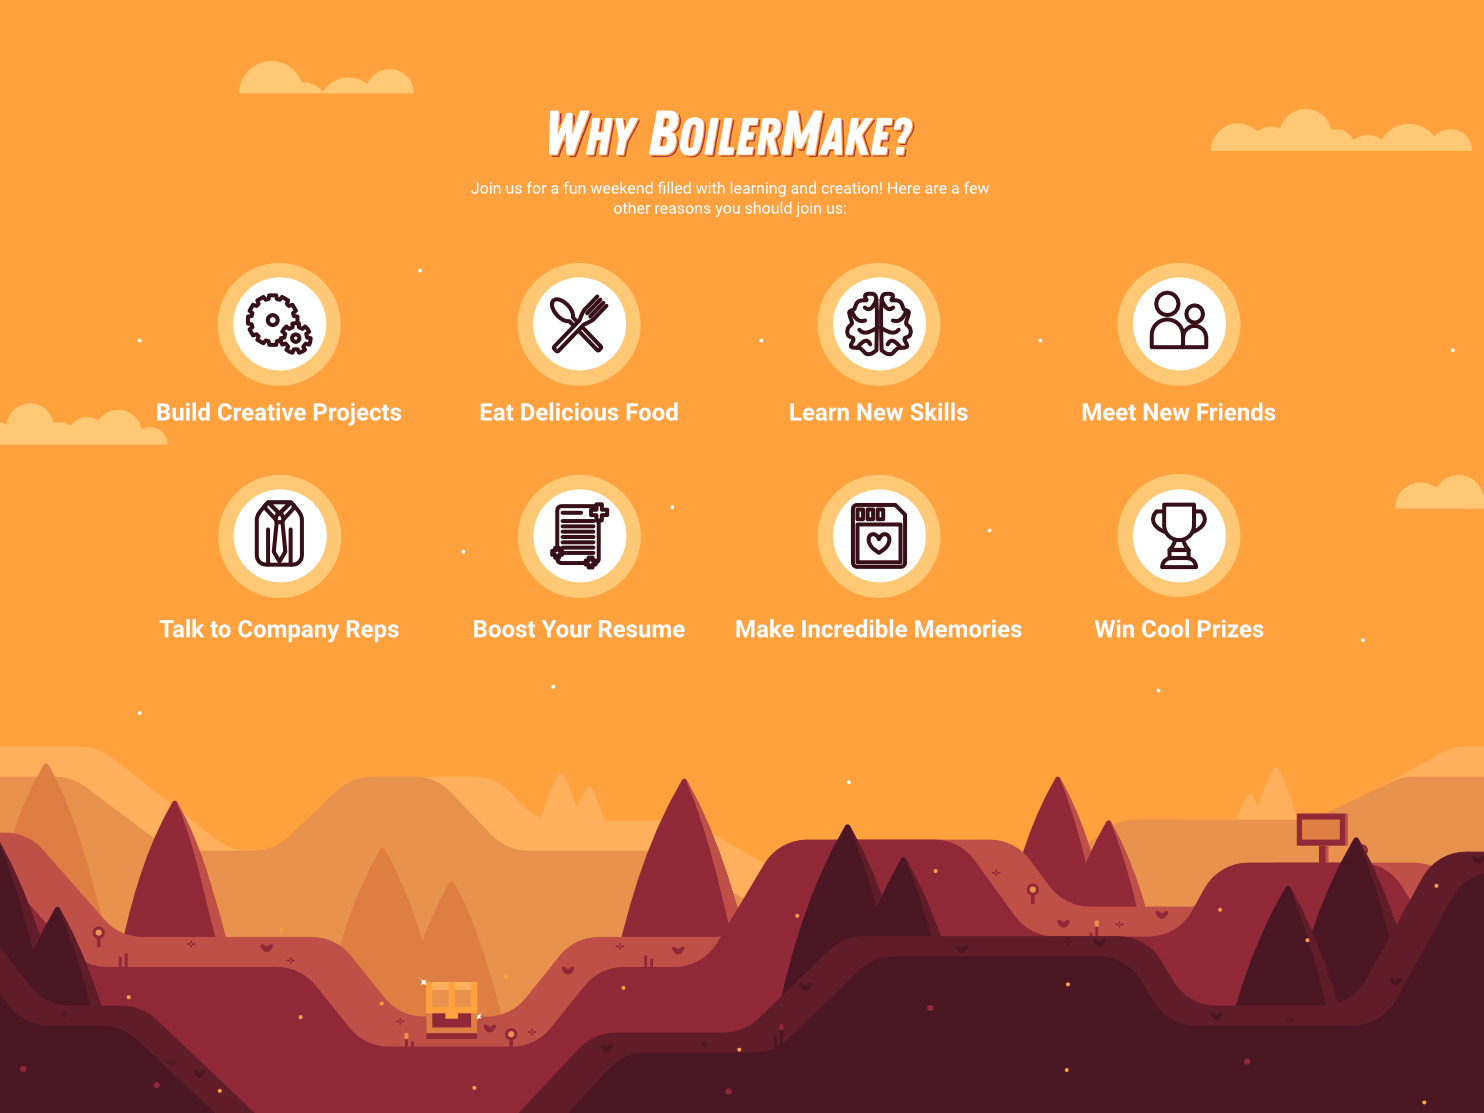 Why BoilerMake?
Join us for a fun weekend filled with learning and creation! Here are a few
other reasons you should join us:
Build Creative Projects
Eat Delicious Food
Learn New Skills
Meet New Friends
Talk to Company Reps
Boost Your Resume
Make Incredible Memories
Win Cool Prizes